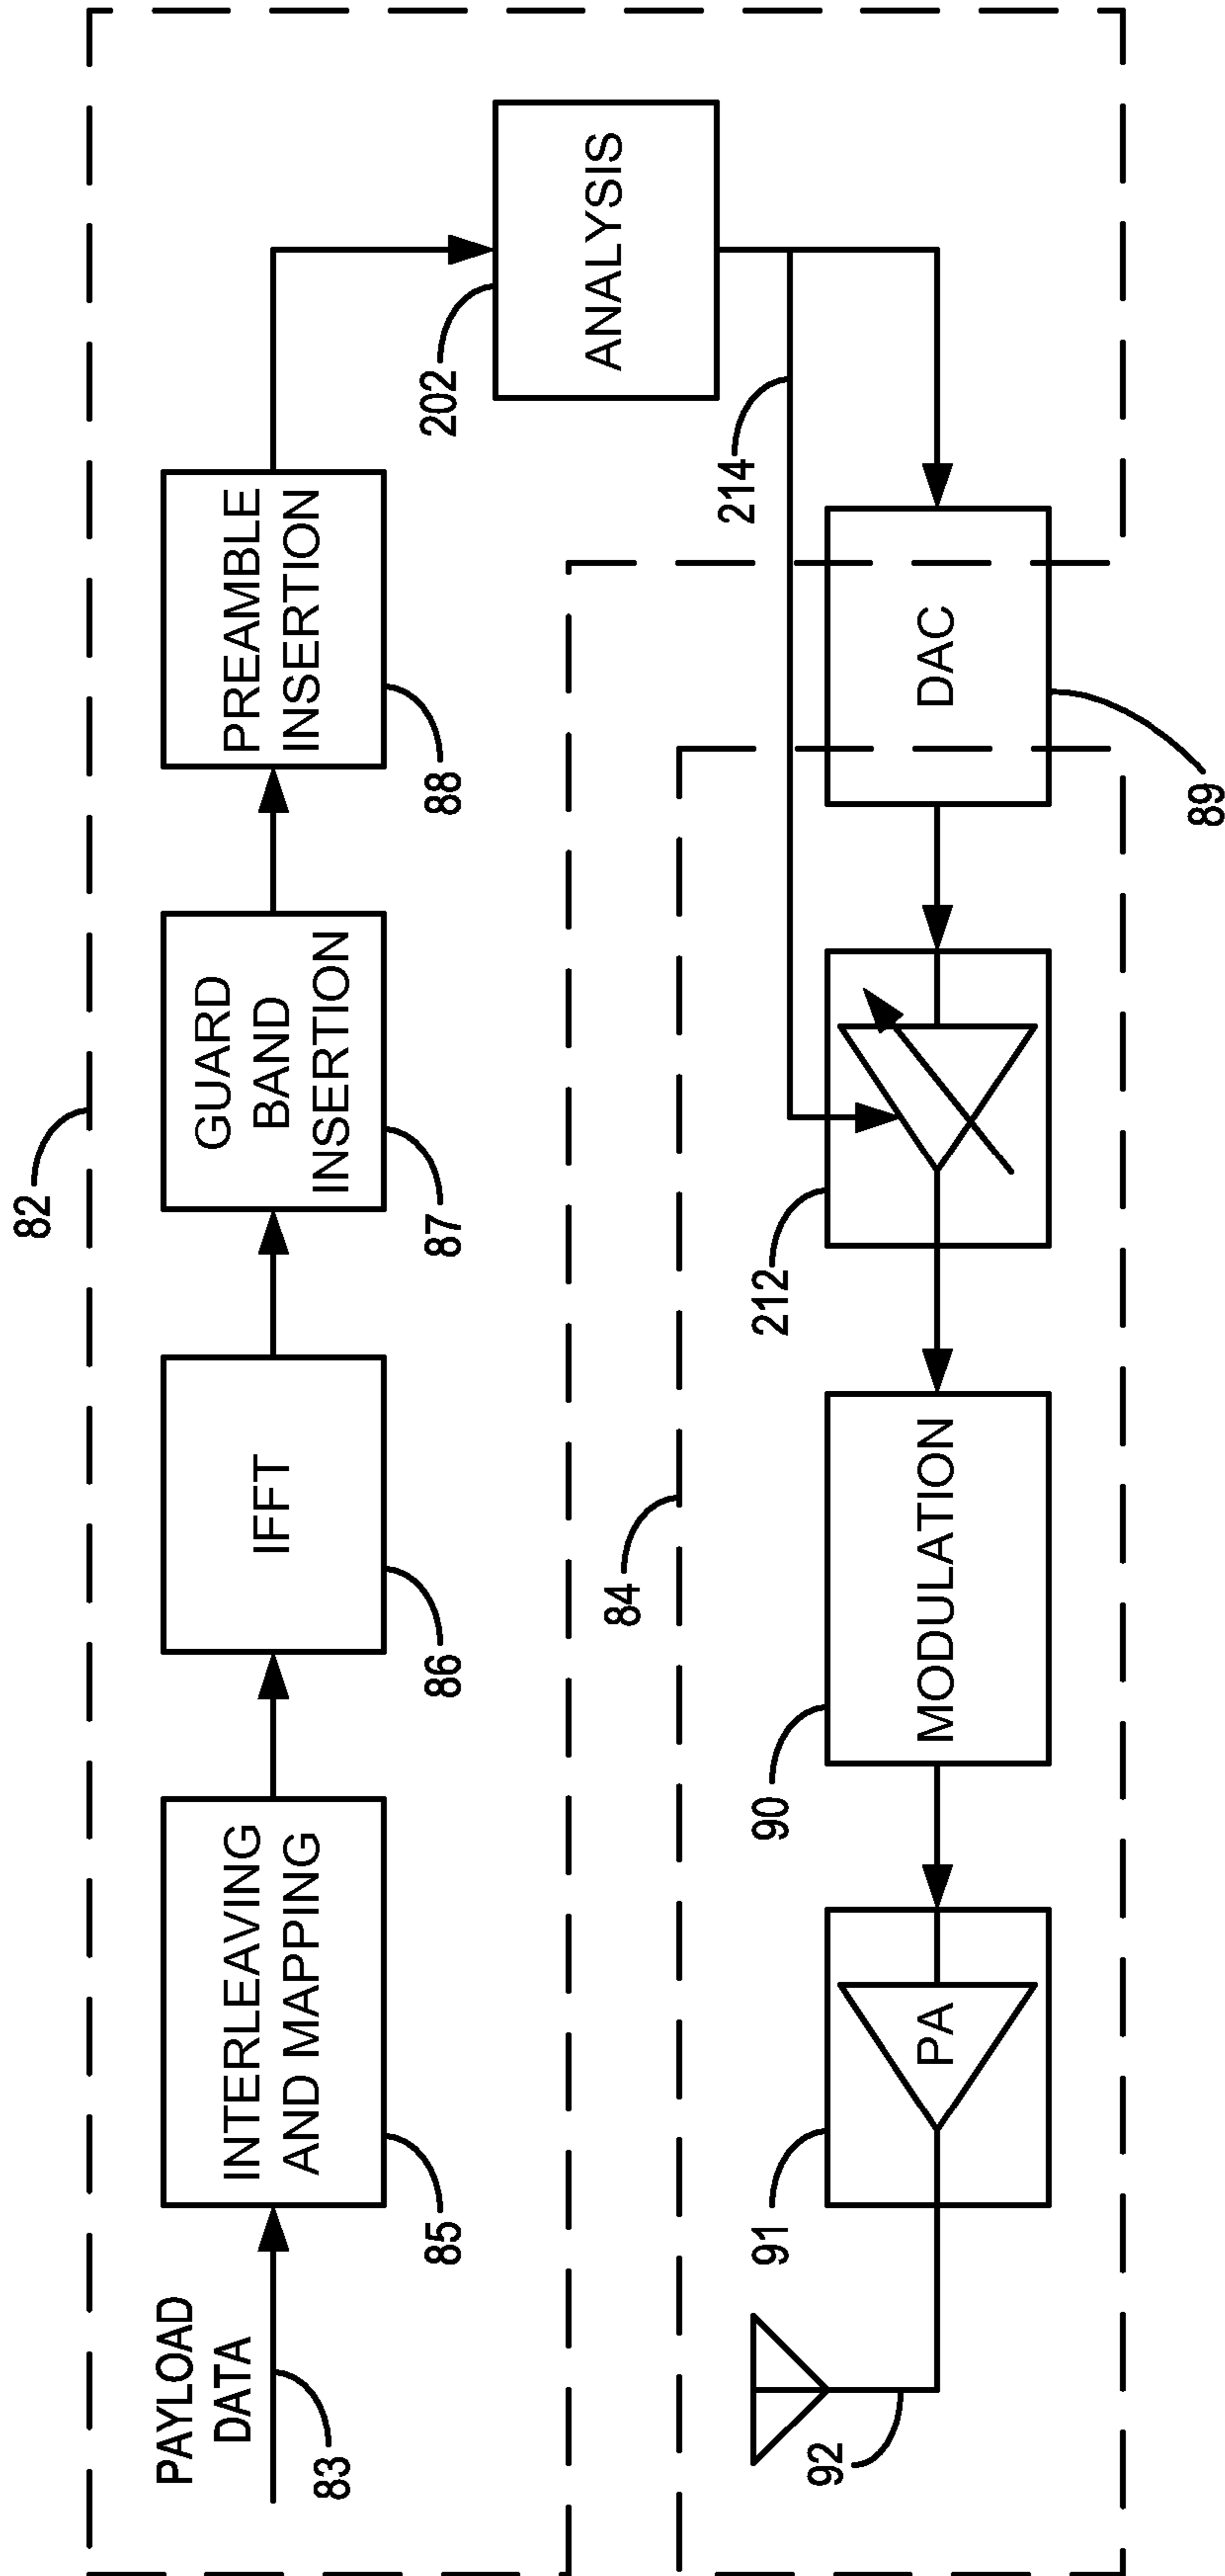 82
PAYLOAD
DATA
83
INTERLEAVING
AND MAPPING
85
IFFT
86
GUARD
BAND
INSERTION
87
PREAMBLE
INSERTION
88
202
ANALYSIS
214
84
92
91
PA
90
MODULATION
212
DAC
89